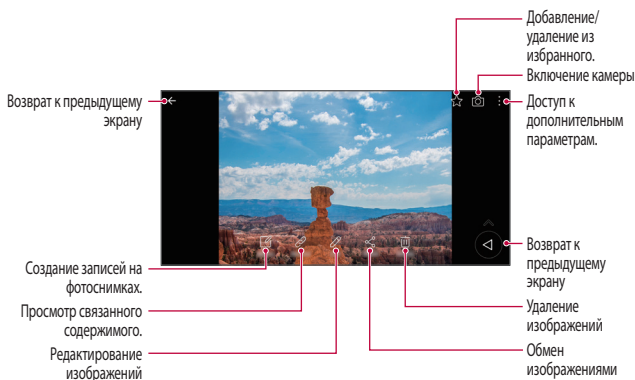 Добавление/
удаление из
избранного.
Включение камеры
Возврат к предыдущему
экрану
Доступ к
дополнительным
параметрам.
Возврат к
предыдущему
экрану
Создание записей на
фотоснимках.
Удаление
изображений
Просмотр связанного
содержимого.
Обмен
изображениями
Редактирование
изображений